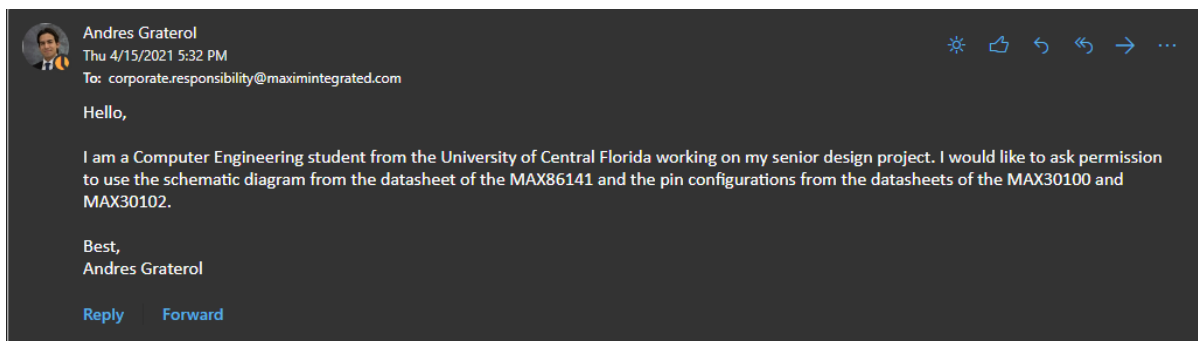 Andres Graterol
Thu 4/15/2021 5:32 PM
To: corporate.responsibility@maximintegrated.com
Hello,
I am a Computer Engineering student from the University of Central Florida working on my senior design project. I would like to ask permission
to use the schematic diagram from the datasheet of the MAX86141 and the pin configurations from the datasheets of the MAX30100 and
MAX30102.
Best,
Andres Graterol
Reply Forward